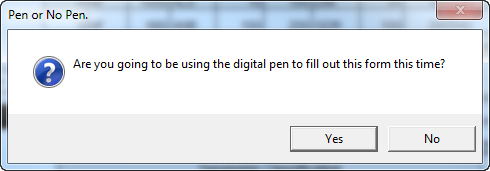 Pen or No Pen.
Are you going to be using the digital pen to fill out this form this time?
Yes
No